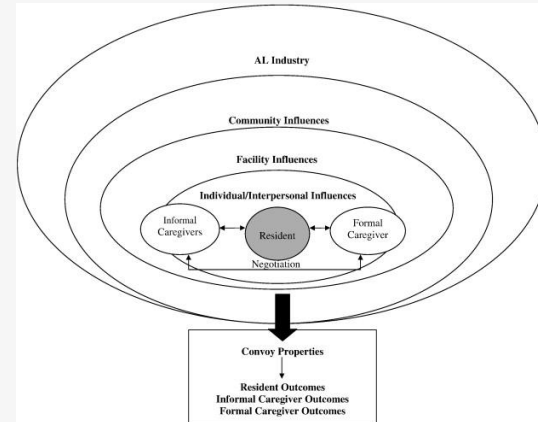 AL Industry
Community Influences
Facility Influences
Individual/Interpersonal Influences
Informal
Caregivers
Resident
Formal
Caregiver
Negotiation
Convoy Properties
Resident Outcomes
Informal Caregiver Outcomes
Formal Caregiver Outcomes